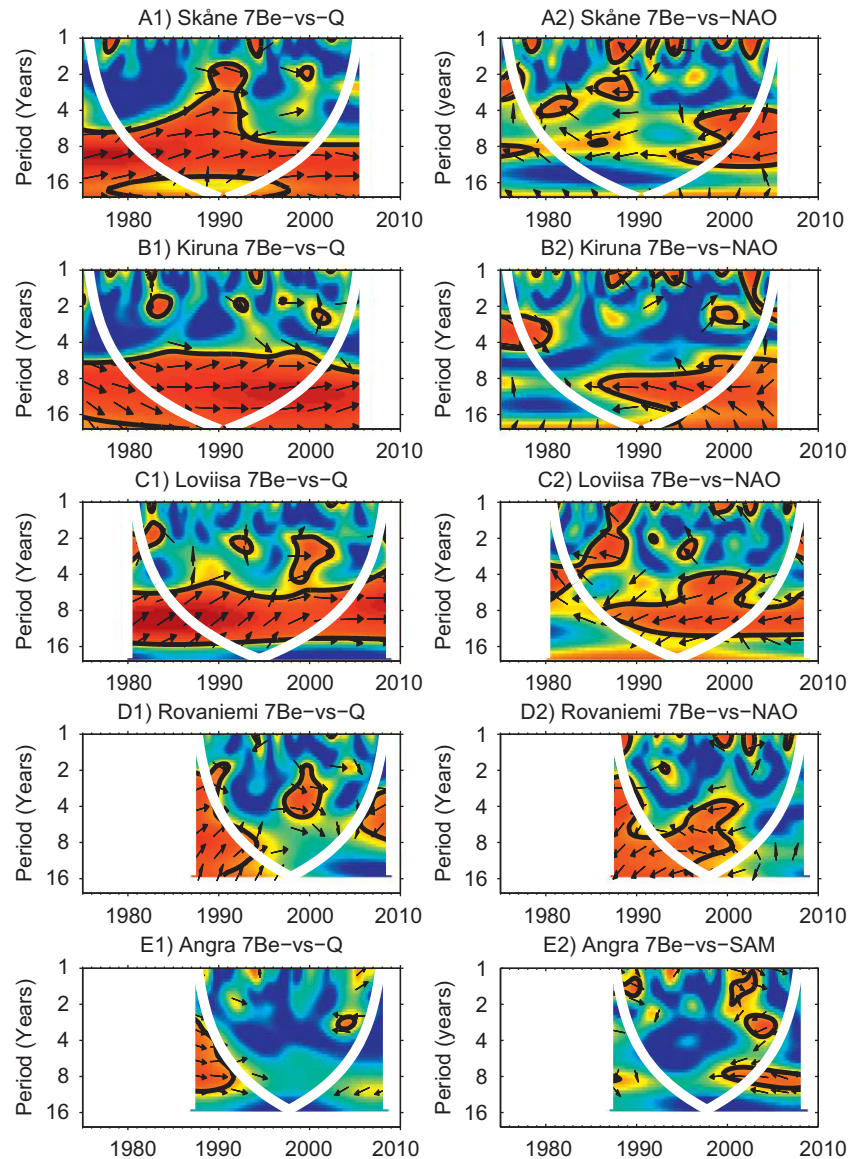 A1) Skåne 7Be−vs−Q
A2) Skåne 7Be−vs−NAO
Period (Years)
1
2
4
8
16
1980 1990 2000 2010
Period (years)
1
2
4
8
16
1980 1990 2000 2010
B1) Kiruna 7Be−vs−Q
B2) Kiruna 7Be−vs−NAO
Period (Years)
1
2
4
8
16
1980 1990 2000 2010
Period (Years)
1
2
4
8
16
1980 1990 2000 2010
C1) Loviisa 7Be−vs−Q
C2) Loviisa 7Be−vs−NAO
Period (Years)
1
2
4
8
16
1980 1990 2000 2010
Period (Years)
1
2
4
8
16
1980 1990 2000 2010
D1) Rovaniemi 7Be−vs−Q
D2) Rovaniemi 7Be−vs−NAO
Period (Years)
1
2
4
8
16
1980 1990 2000 2010
Period (Years)
1
2
4
8
16
1980 1990 2000 2010
E1) Angra 7Be−vs−Q
E2) Angra 7Be−vs−SAM
Period (Years)
1
2
4
8
16
1980 1990 2000 2010
Period (years)
1
2
4
8
16
1980 1990 2000 2010